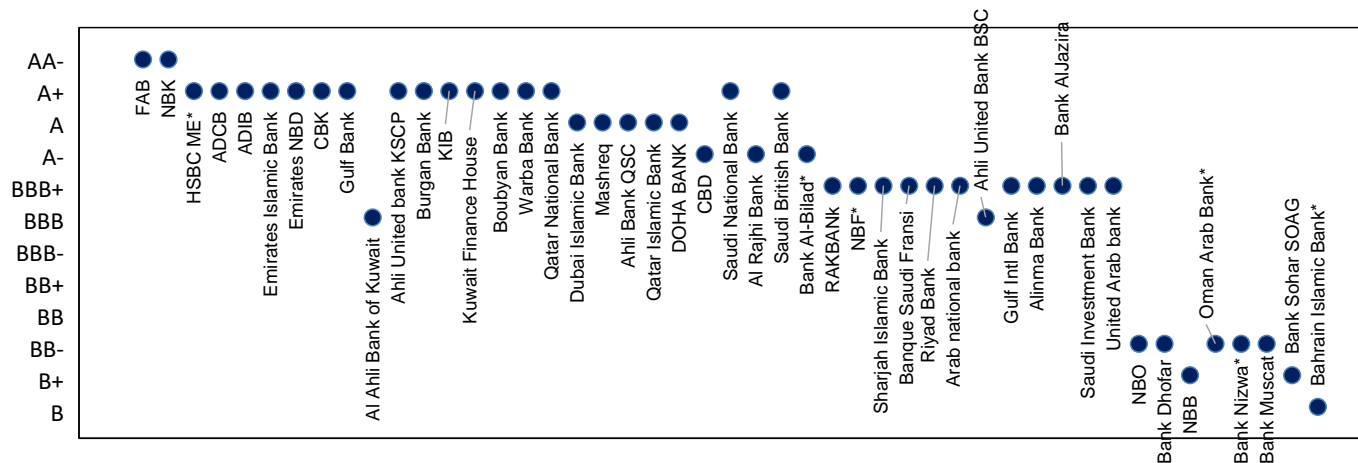 AA-
A+
A
A-
BBB+
BBB
BBB-
BB+
BB
BB-
B+
B
FAB
NBK
HSBC ME*
ADCB
ADIB
Emirates Islamic Bank
Emirates NBD
CBK
Gulf Bank
Al Ahli Bank of Kuwait
Ahli United bank KSCP
Burgan Bank
KIB
Kuwait Finance House
Boubyan Bank
Warba Bank
Qatar National Bank
Dubai Islamic Bank
Mashreq
Ahli Bank QSC
Qatar Islamic Bank
DOHA BANK
CBD
Saudi National Bank
Al Rajhi Bank
Saudi British Bank
Bank Al-Bilad*
RAKBANk
NBF*
Sharjah Islamic Bank
Banque Saudi Fransi
Riyad Bank
Arab national bank
Ahli United Bank BSC
Gulf Intl Bank
Alinma Bank
Bank AlJazira
Saudi Investment Bank
United Arab bank
NBO
Bank Dhofar
NBB
Oman Arab Bank*
Bank Nizwa*
Bank Muscat
Bank Sohar SOAG
Bahrain Islamic Bank*